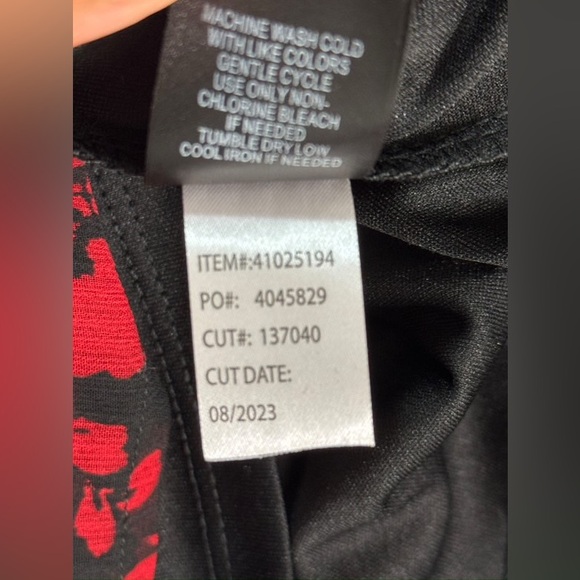 MACHINE WASH COLD
WITH LIKE COLORS
GENTLE CYCLE
USE ONLY NON-
CHLORINE BLEACH
IF NEEDED
TUMBLE DRY LOW
COOL IRON IF NEEDED
ITEM#:41025194
PO#: 4045829
CUT#: 137040
CUT DATE:
08/2023